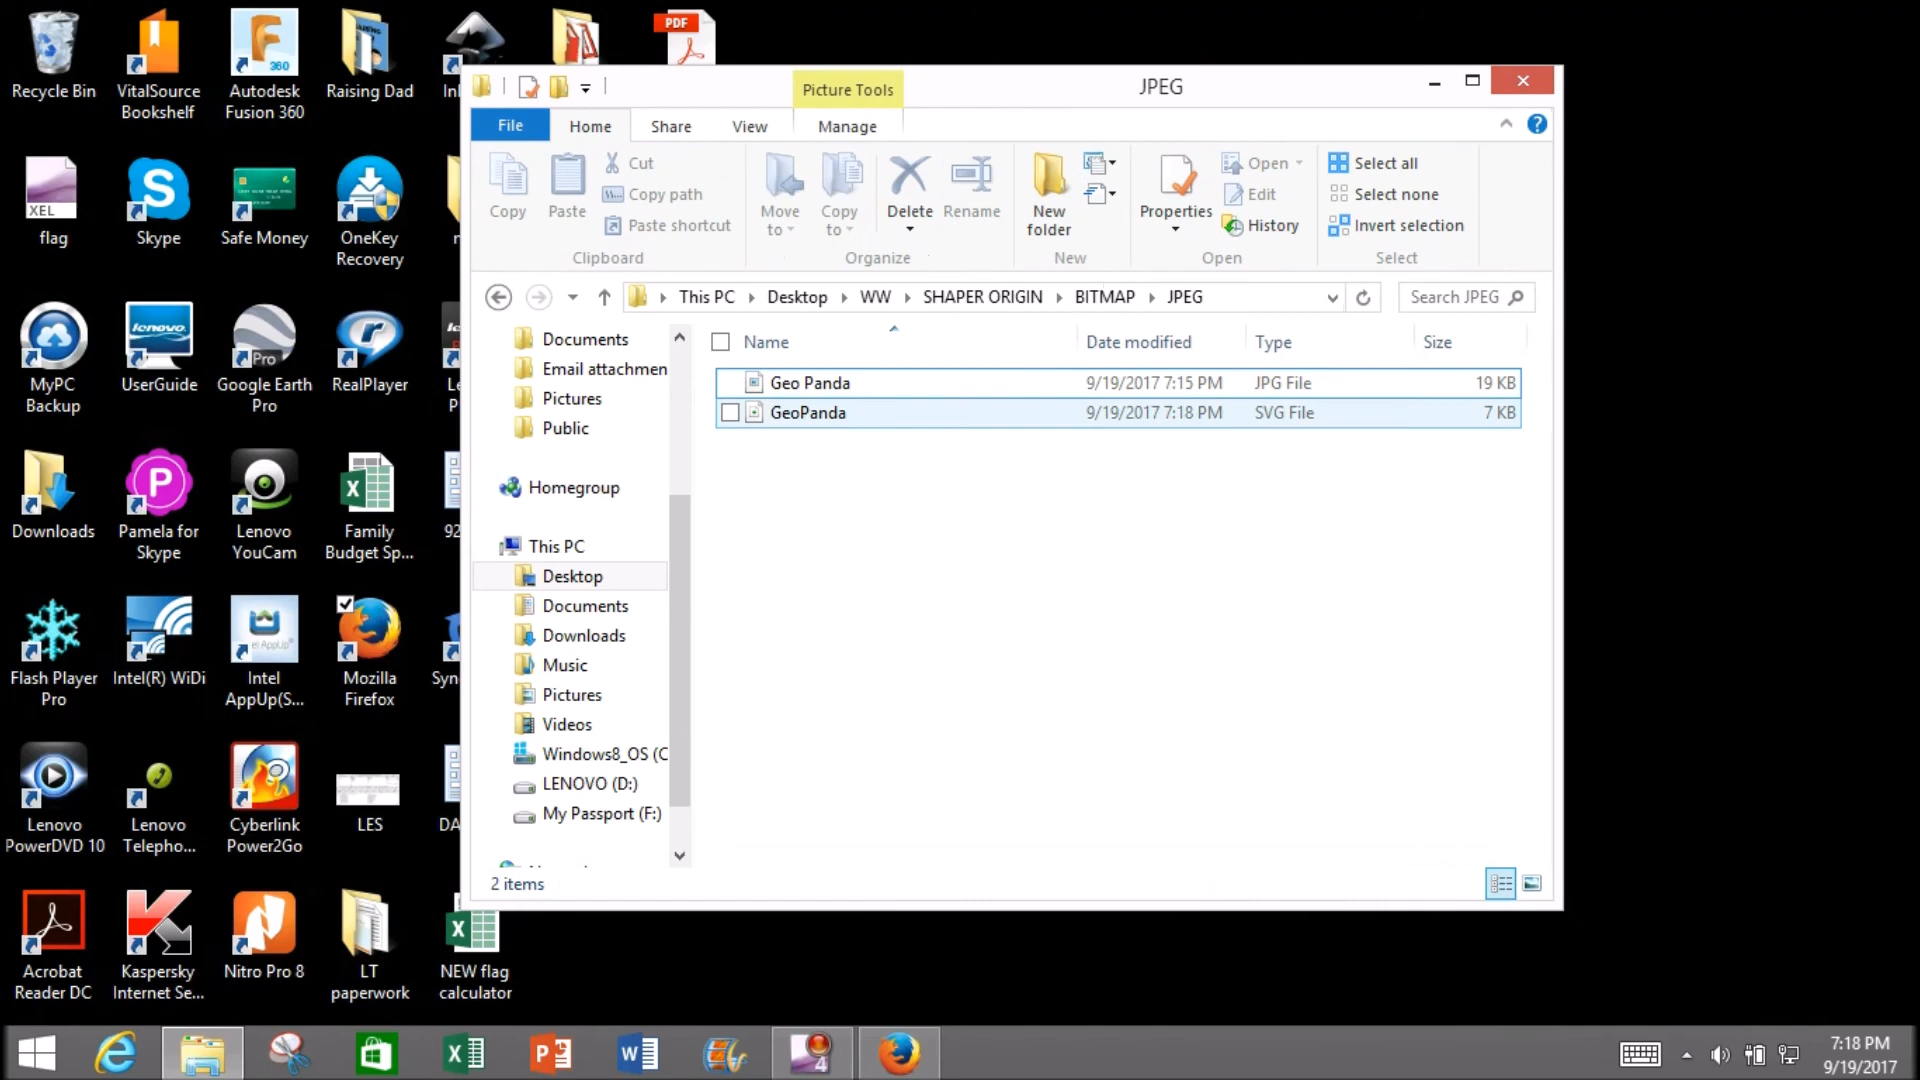 Recycle Bin
VitalSource
Bookshelf
Autodesk
Fusion 360
360
Raising Dad
PDF
flag
XEL
Skype
Safe Money
OneKey
Recovery
MyPC
Backup
lenovo
UserGuide
Pro
Google Earth
Pro
RealPlayer
Downloads
Pamela for
Skype
Lenovo
YouCam
Family
Budget Sp...
92
Flash Player
Pro
Intel(R) WiDi
Intel
AppUp(S...
Mozilla
Firefox
Sync
Lenovo
PowerDVD 10
Lenovo
Telepho...
Cyberlink
Power2Go
LES
DA
Acrobat
Reader DC
Kaspersky
Internet Se...
Nitro Pro 8
LT
paperwork
NEW flag
calculator
Picture Tools
JPEG
File
Home
Share
View
Manage
Copy
Paste
Cut
Copy path
Paste shortcut
Clipboard
Move
to
Copy
to
Delete
Rename
Organize
New
folder
New
Properties
Open
Edit
History
Open
Select all
Select none
Invert selection
Select
This PC
Desktop
WW
SHAPER ORIGIN
BITMAP
JPEG
Search JPEG
Documents
Email attachmen
Pictures
Public
Homegroup
This PC
Desktop
Documents
Downloads
Music
Pictures
Videos
Windows8_OS (C
LENOVO (D:)
My Passport (F:)
Name Date modified Type Size
Geo Panda 9/19/2017 7:15 PM JPG File 19 KB
GeoPanda 9/19/2017 7:18 PM SVG File 7 KB
2 items
7:18 PM
9/19/2017